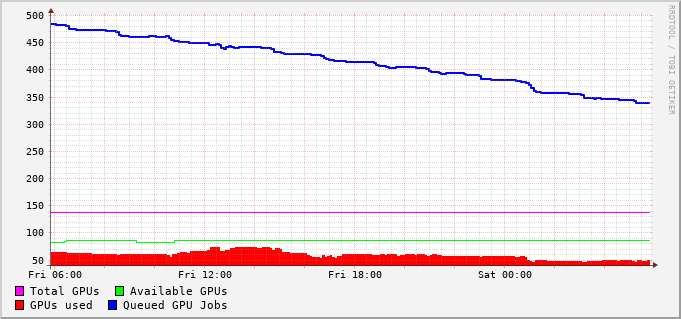 500
450
400
350
300
250
200
150
100
50
Fri 06:00 Fri 12:00 Fri 18:00 Sat 00:00
Total GPUs Available GPUs
GPUs used Queued GPU Jobs
RRDTOOL / TOBI OETIKER